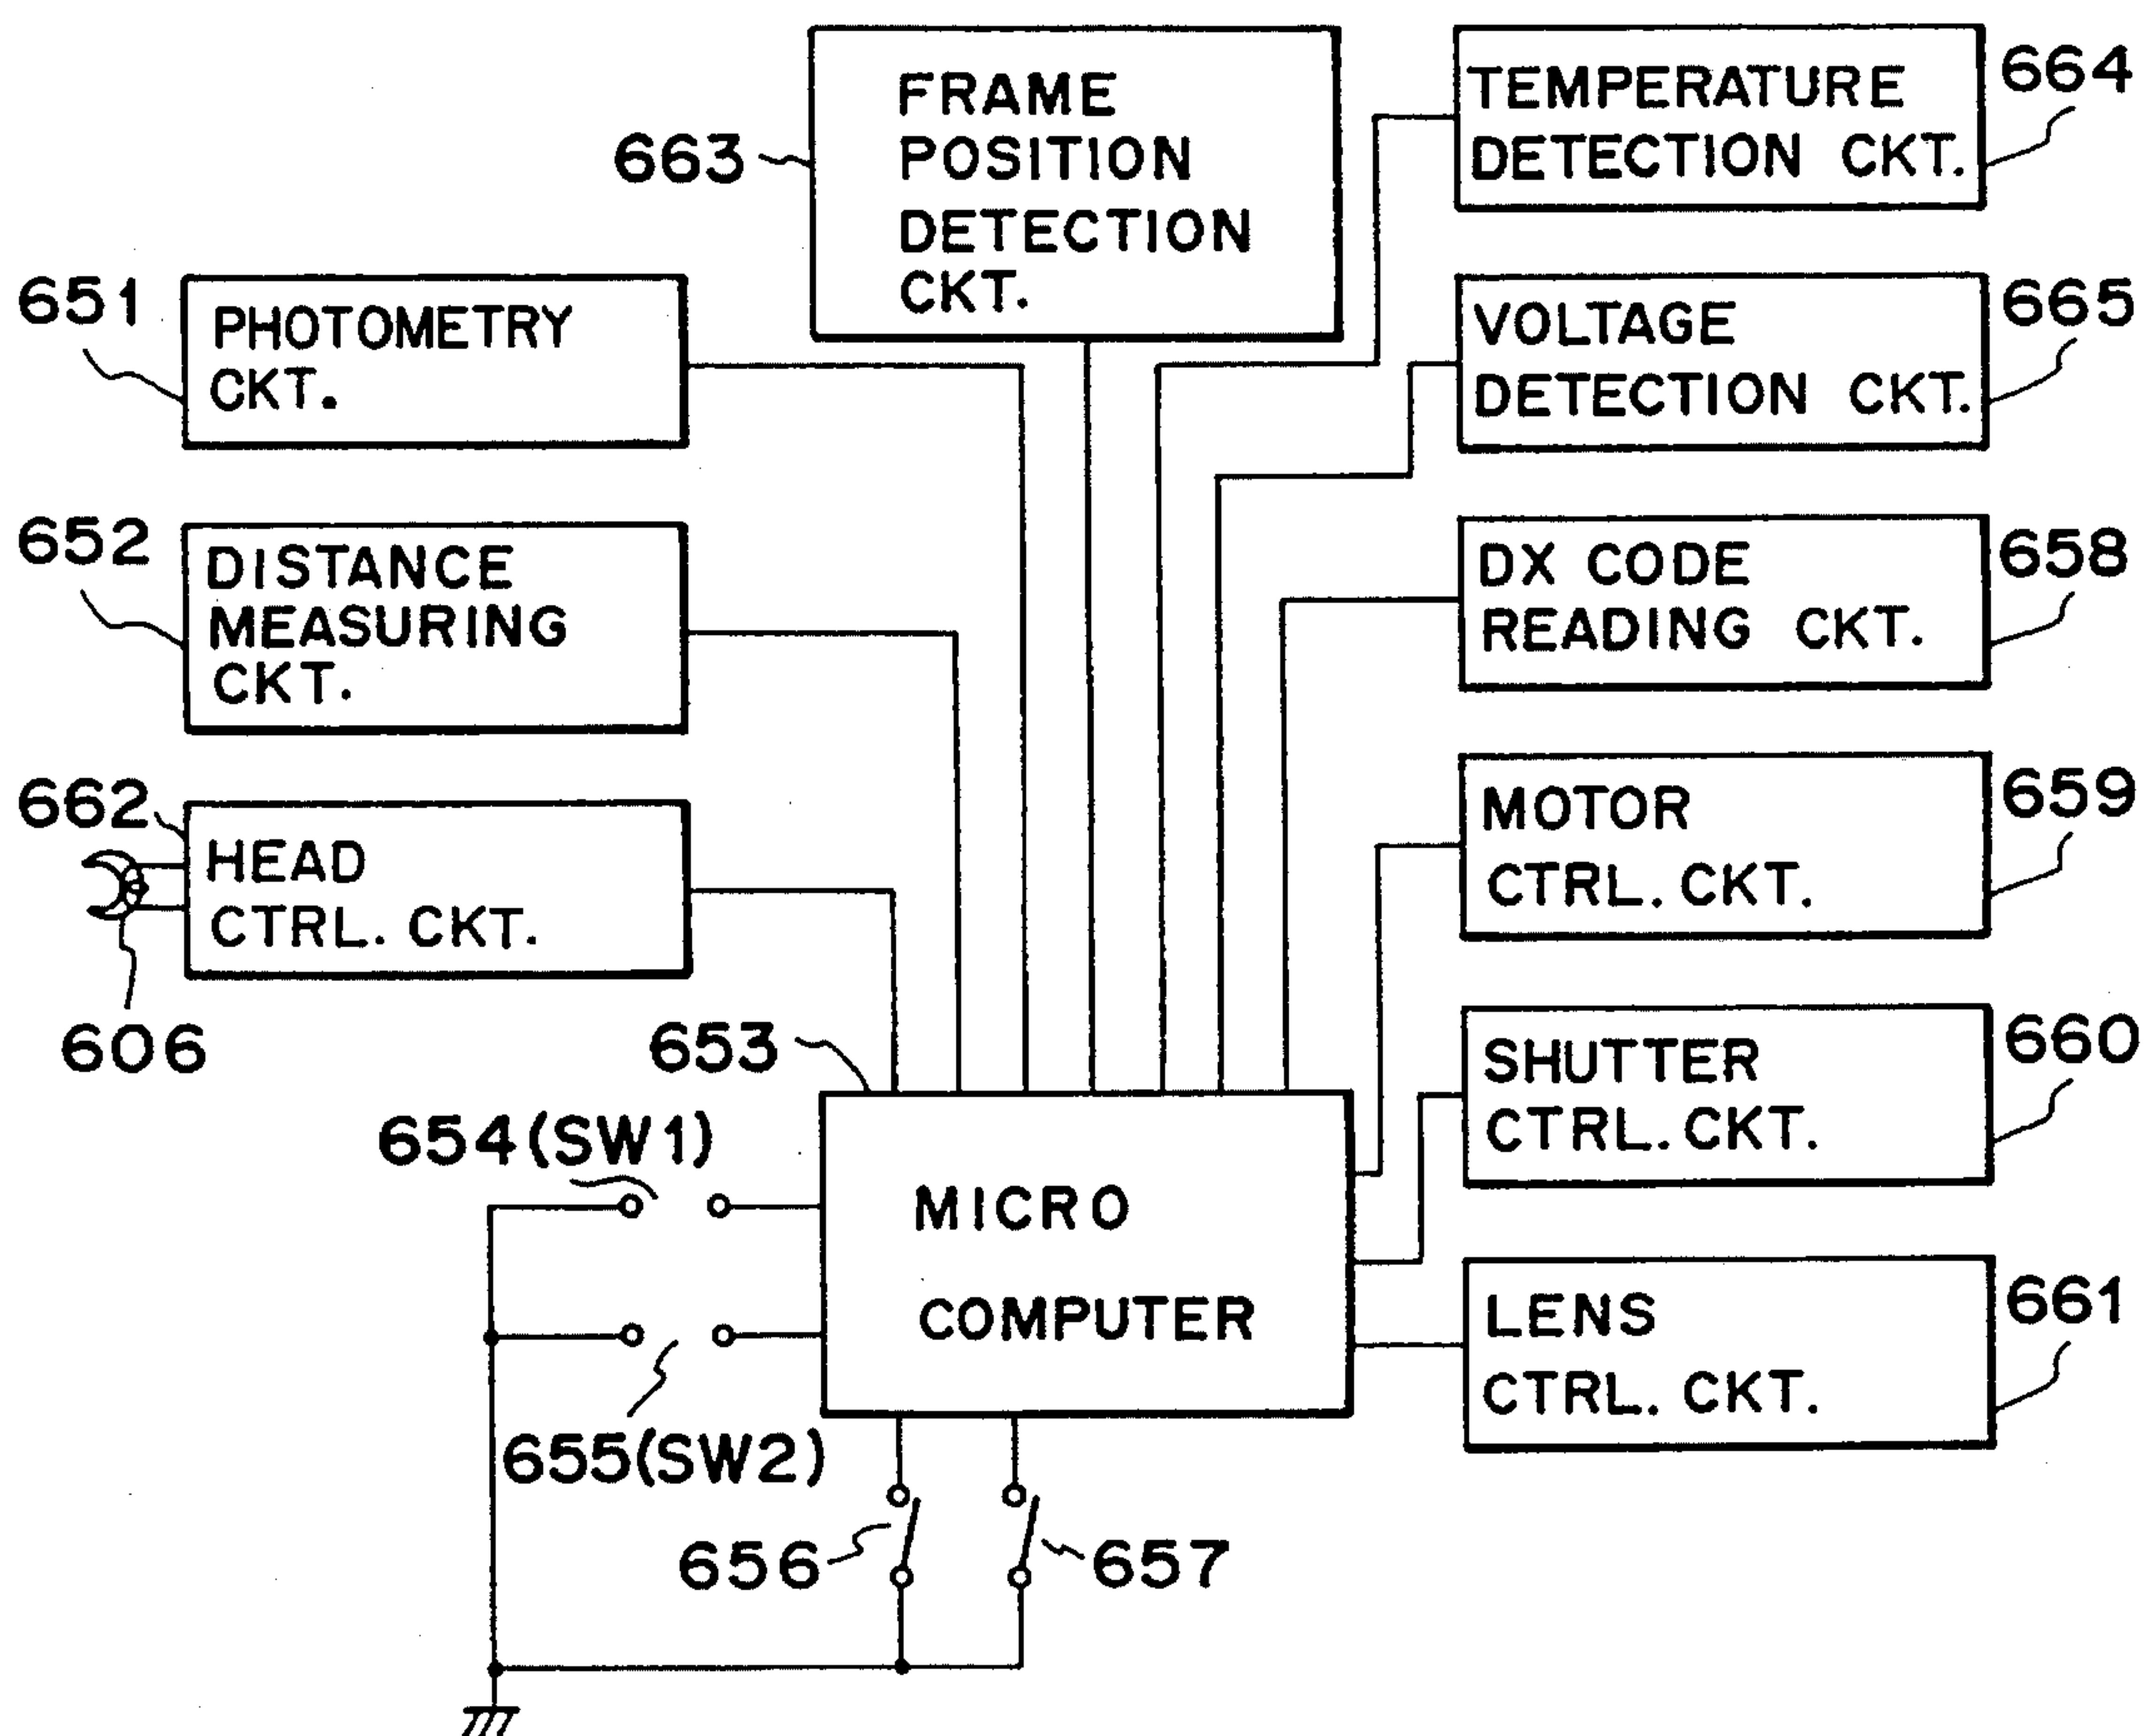 FRAME
POSITION
DETECTION
CKT.
663
TEMPERATURE
DETECTION CKT.
664
651
PHOTOMETRY
CKT.
VOLTAGE
DETECTION CKT.
665
652
DISTANCE
MEASURING
CKT.
DX CODE
READING CKT.
658
662
HEAD
CTRL. CKT.
606
MOTOR
CTRL. CKT.
659
653
SHUTTER
CTRL. CKT.
660
654(SW1)
MICRO
COMPUTER
655(SW2)
LENS
CTRL. CKT.
661
656
657